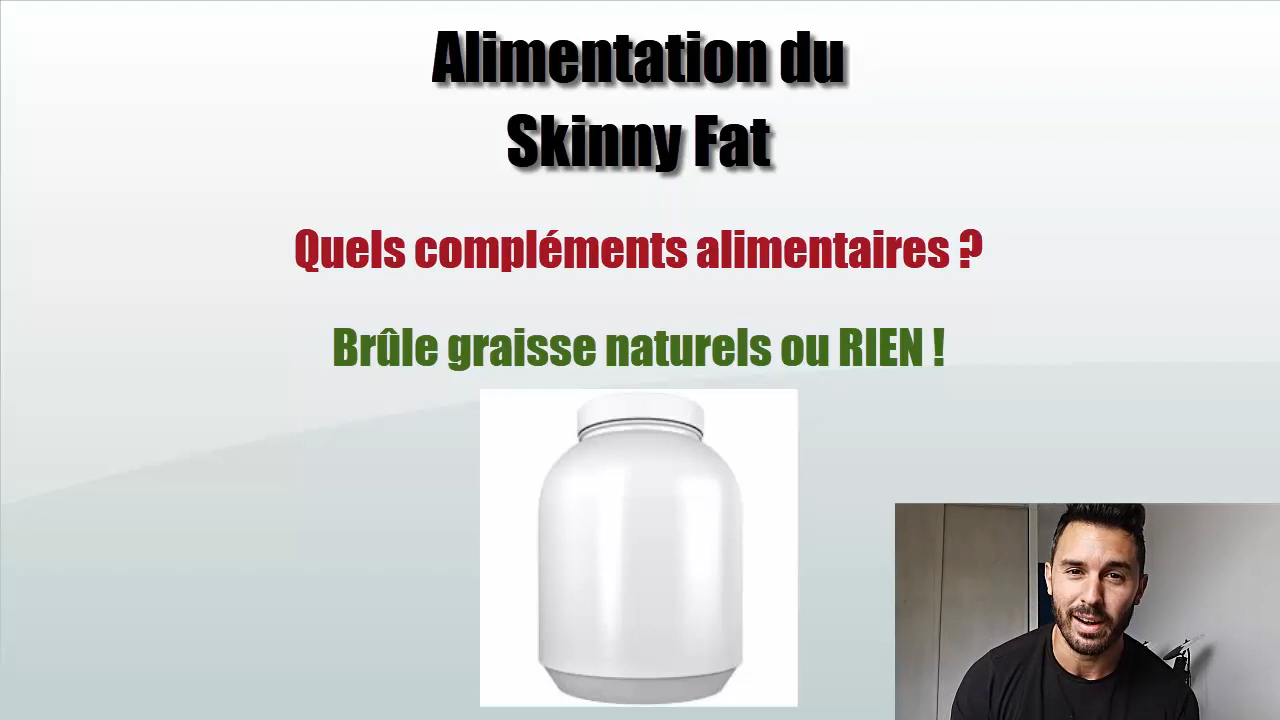 Alimentation du
Skinny Fat
Quels compléments alimentaires ?
Brûle graisse naturels ou RIEN !